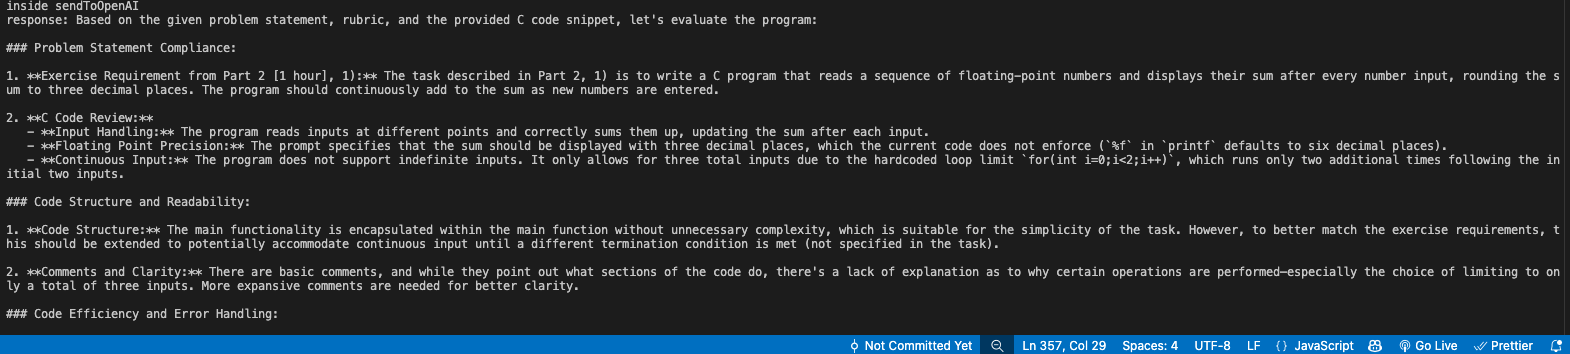 inside sendToOpenAI
response: Based on the given problem statement, rubric, and the provided C code snippet, let's evaluate the program:
### Problem Statement Compliance:
1. **Exercise Requirement from Part 2 [1 hour], 1):** The task described in Part 2, 1) is to write a C program that reads a sequence of floating-point numbers and displays their sum after every number input, rounding the s
um to three decimal places. The program should continuously add to the sum as new numbers are entered.
2. **C Code Review:**
   - **Input Handling:** The program reads inputs at different points and correctly sums them up, updating the sum after each input.
   - **Floating Point Precision:** The prompt specifies that the sum should be displayed with three decimal places, which the current code does not enforce (`%f` in `printf` defaults to six decimal places).
   - **Continuous Input:** The program does not support indefinite inputs. It only allows for three total inputs due to the hardcoded loop limit `for(int i=0;i<2;i++)`, which runs only two additional times following the in
itial two inputs.
### Code Structure and Readability:
1. **Code Structure:** The main functionality is encapsulated within the main function without unnecessary complexity, which is suitable for the simplicity of the task. However, to better match the exercise requirements, t
his should be extended to potentially accommodate continuous input until a different termination condition is met (not specified in the task).
2. **Comments and Clarity:** There are basic comments, and while they point out what sections of the code do, there's a lack of explanation as to why certain operations are performed—especially the choice of limiting to on
ly a total of three inputs. More expansive comments are needed for better clarity.
### Code Efficiency and Error Handling:
Not Committed Yet Ln 357, Col 29 Spaces: 4 UTF-8 LF {} JavaScript Go Live Prettier